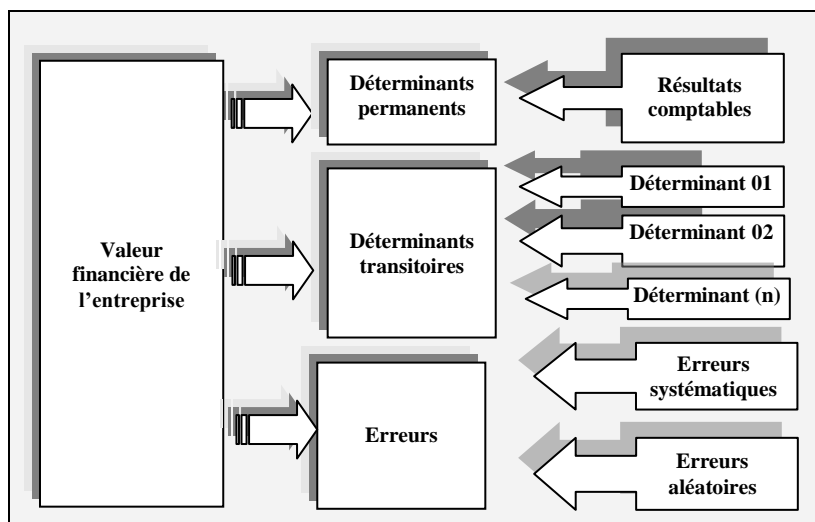 Valeur
financière de
l'entreprise
Déterminants
permanents
Déterminants
transitoires
Erreurs
Résultats
comptables
Déterminant 01
Déterminant 02
Déterminant (n)
Erreurs
systématiques
Erreurs
aléatoires